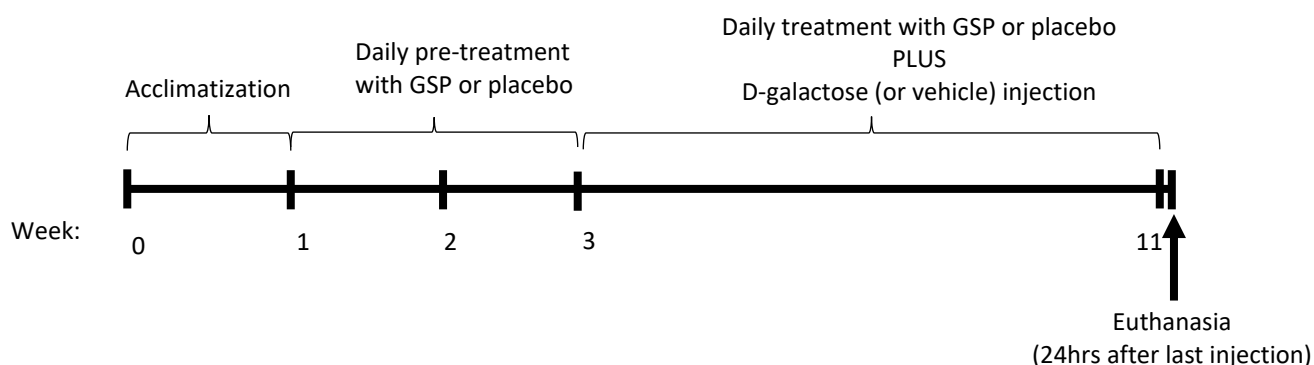 Acclimatization
Daily pre-treatment
with GSP or placebo
Daily treatment with GSP or placebo
PLUS
D-galactose (or vehicle) injection
Week:
0
1
2
3
11
Euthanasia
(24hrs after last injection)